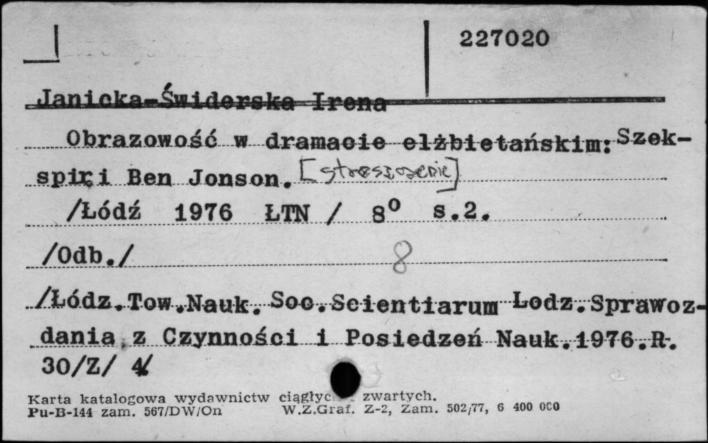 227020
Janicka-Świderska Irena
Obrazowość w dramacie elżbietańskim: Szek-
spir i Ben Jonson. [streszczenie]
/Łódź 1976 ŁTN / 8° s.2.
/Odb./ 8
/Łódz.Tow.Nauk. Soc.Scientiarum Lodz.Sprawoz-
dania z Czynności i Posiedzeń Nauk.1976.R.
30/Z/ 4/
Karta katalogowa wydawnictw ciągłyc i zwartych.
Pu-B-144 zam. 567/DW/On W.Z.Graf. Z-2, Zam. 502/77, 6 400 000